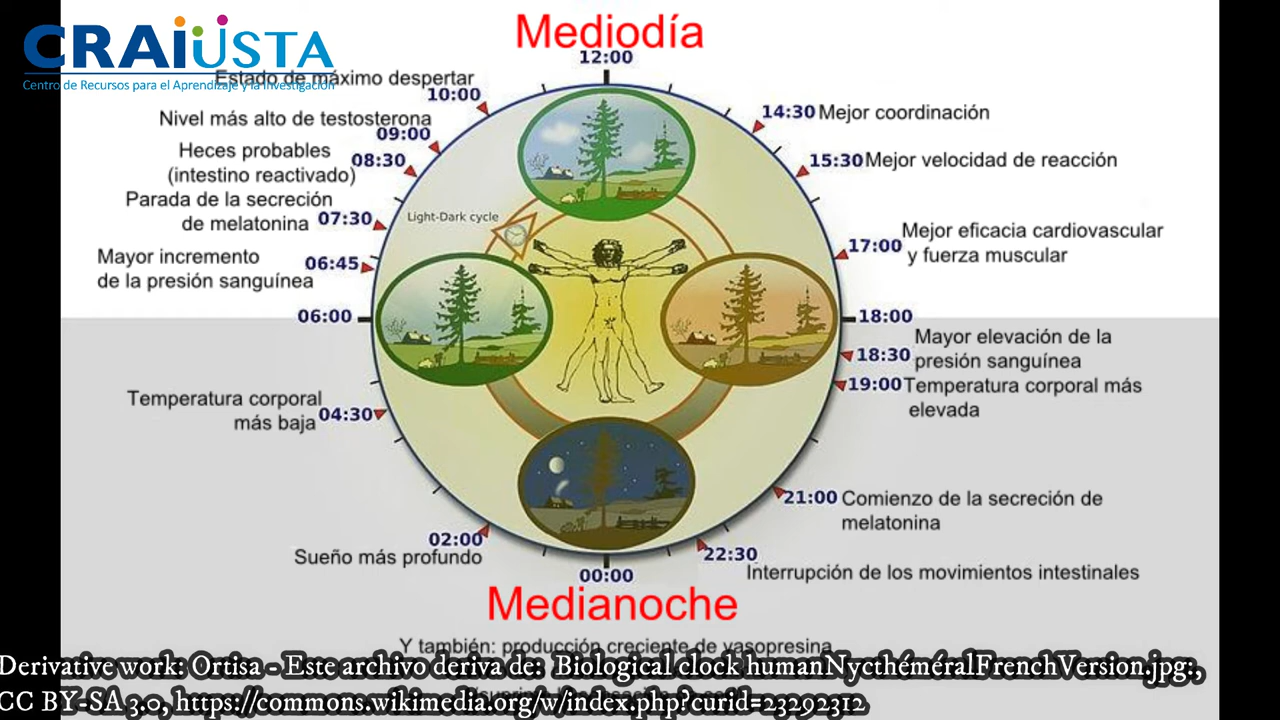 Mediodía
12:00
CRAIUSTA
Centro de Recursos para el Aprendizaje y la Investigación
Estado de máximo despertar
10:00
Nivel más alto de testosterona
09:00
Heces probables
(intestino reactivado)
08:30
Parada de la secreción
de melatonina
07:30
Mayor incremento
de la presión sanguínea
06:45
06:00
Temperatura corporal
más baja
04:30
02:00
Sueño más profundo
Light-Dark cycle
14:30 Mejor coordinación
15:30 Mejor velocidad de reacción
17:00
Mejor eficacia cardiovascular
y fuerza muscular
18:00
18:30
Mayor elevación de la
presión sanguínea
19:00
Temperatura corporal más
elevada
21:00
Comienzo de la secreción de
melatonina
22:30
Interrupción de los movimientos intestinales
00:00
Medianoche
Y también: producción creciente de vasopresina
Derivative work: Ortisa - Este archivo deriva de: Biological clock humanNycthéméralFrenchVersion.jpg:,
CC BY-SA 3.0, https://commons.wikimedia.org/w/index.php?curid=23292312